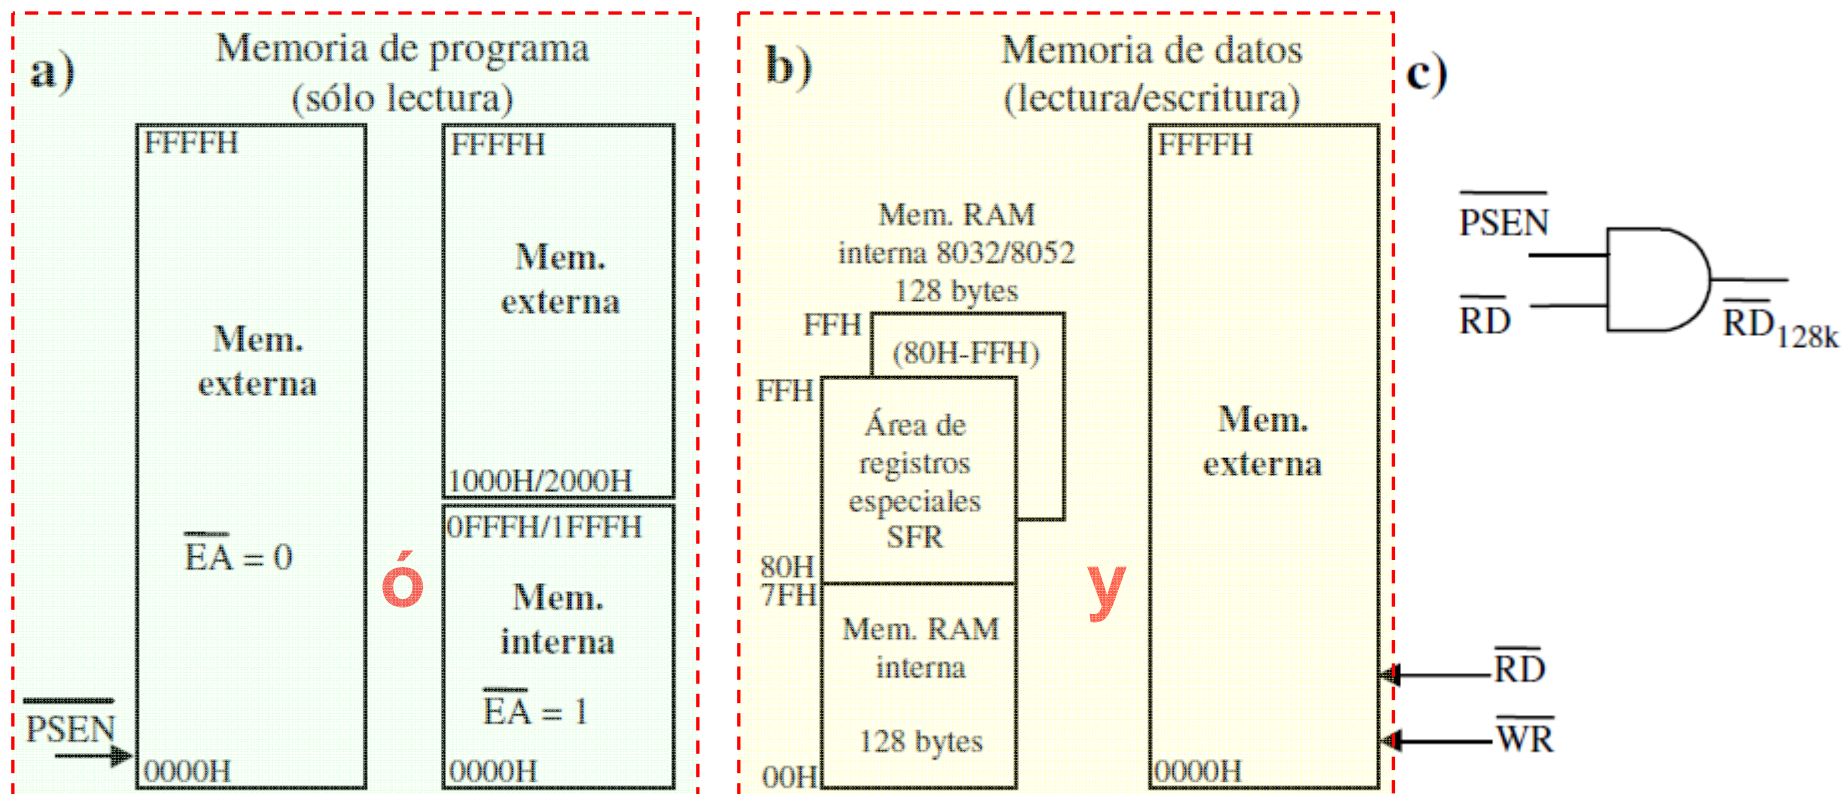 a)
Memoria de programa
(sólo lectura)
FFFFH
Mem.
externa
EA = 0
PSEN
0000H
ó
FFFFH
Mem.
externa
1000H/2000H
0FFFH/1FFFH
Mem.
interna
EA = 1
0000H
b)
Memoria de datos
(lectura/escritura)
Mem. RAM
interna 8032/8052
128 bytes
FFH
(80H-FFH)
FFH
Área de
registros
especiales
SFR
80H
7FH
Mem. RAM
interna
128 bytes
00H
y
FFFFH
Mem.
externa
0000H
RD
WR
c)
PSEN
RD
RD128k